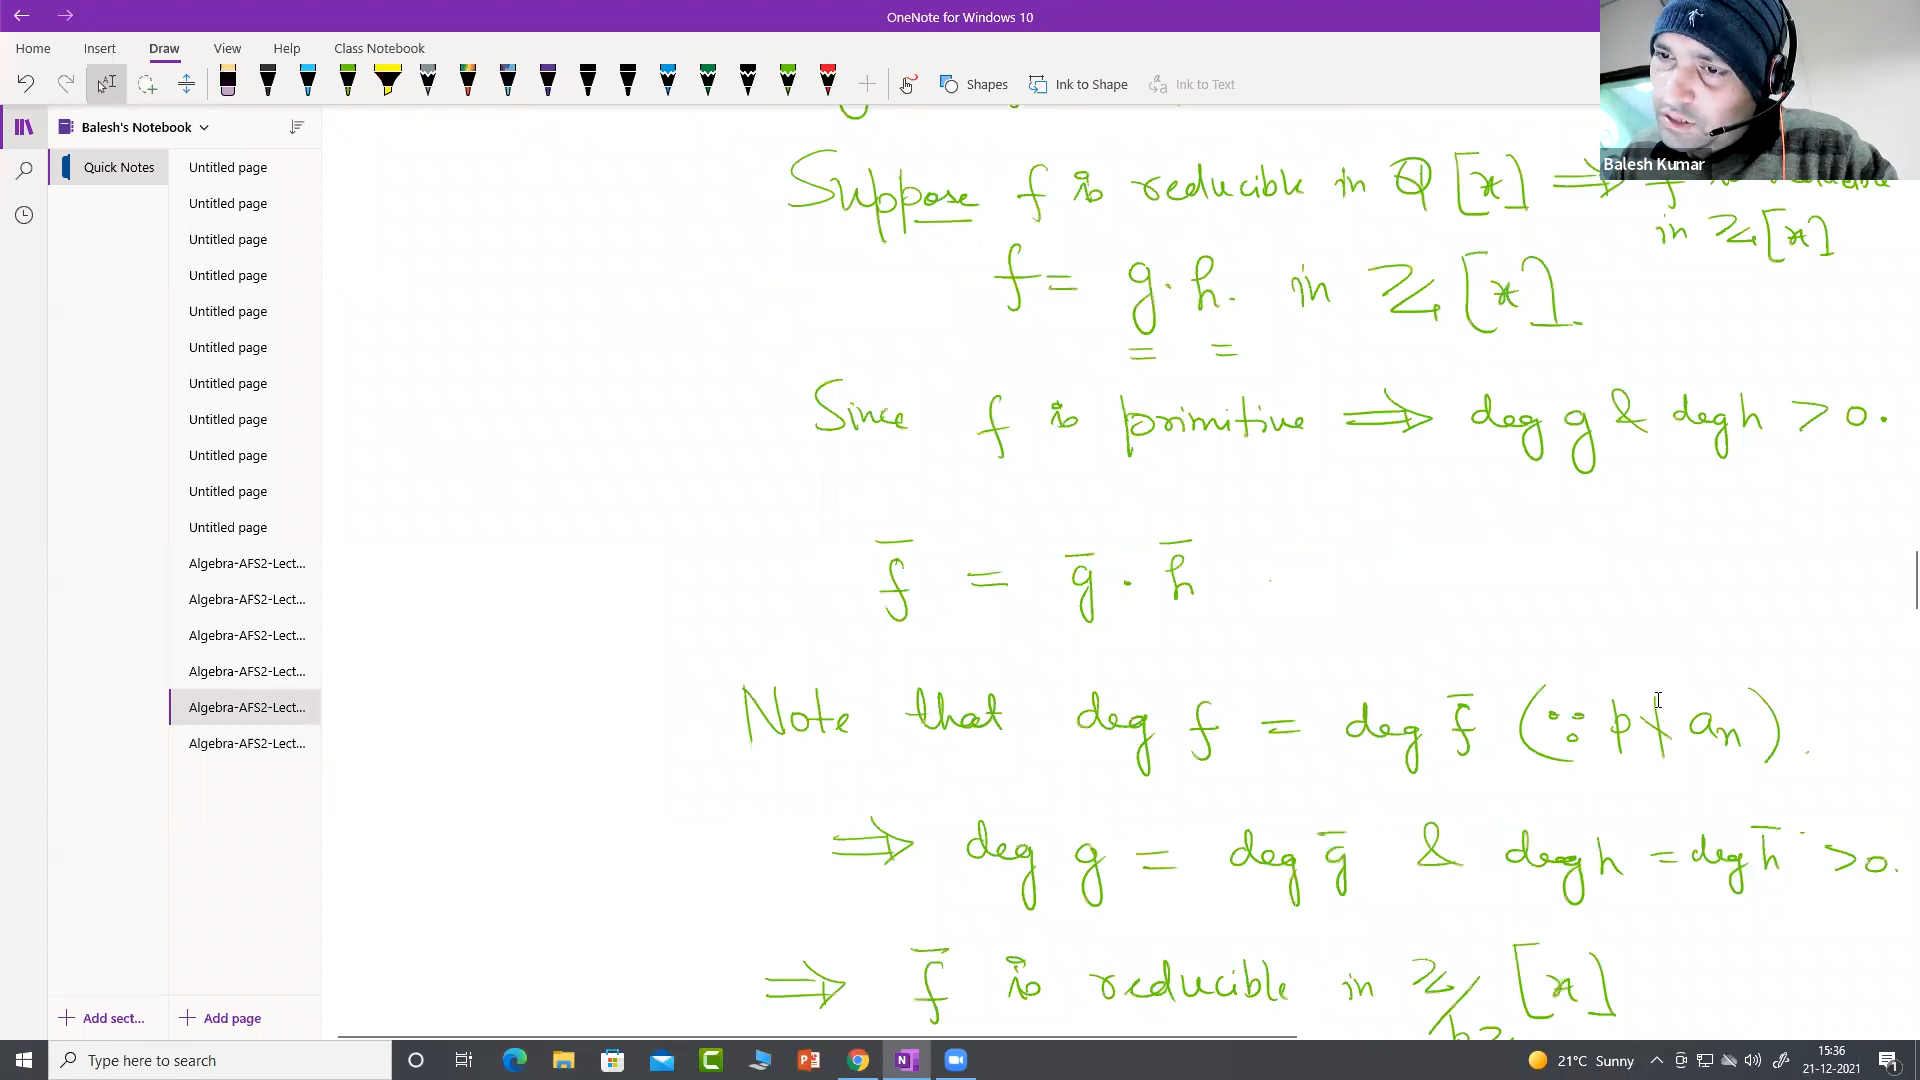 OneNote for Windows 10
Home Insert Draw View Help Class Notebook
Shapes Ink to Shape Ink to Text
Balesh's Notebook
Quick Notes
Untitled page
Untitled page
Untitled page
Untitled page
Untitled page
Untitled page
Untitled page
Untitled page
Untitled page
Untitled page
Untitled page
Algebra-AFS2-Lect...
Algebra-AFS2-Lect...
Algebra-AFS2-Lect...
Algebra-AFS2-Lect...
Algebra-AFS2-Lect...
Algebra-AFS2-Lect...
Add sect... Add page
Balesh Kumar
Suppose f is reducible in ℚ[x] ⟹ f is reducible
in ℤ[x]
f = g . h . in ℤ[x].
Since f is primitive ⟹ deg g & deg h > 0.
f̄ = ḡ . h̄
Note that deg f = deg f̄ (∵ p ∤ aₙ).
⟹ deg g = deg ḡ & deg h = deg h̄ > 0.
⟹ f̄ is reducible in ℤ/pℤ [x]
Type here to search
21°C Sunny
15:36
21-12-2021